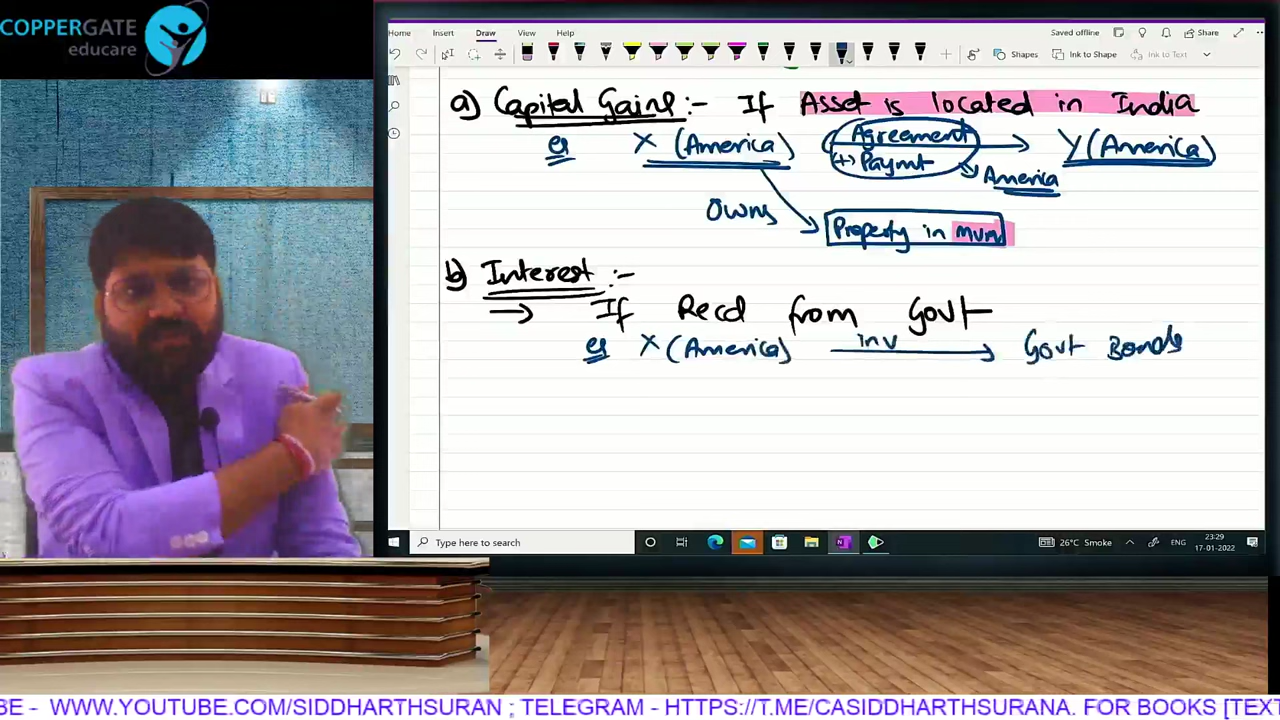 COPPERGATE
educare
Home Insert Draw View Help
Saved offline
Share
Shapes
Ink to Shape
Ink to Text
a) Capital Gains :- If Asset is located in India
eg X (America) Agreement Y (America)
(+) Paymt
America
Owns
Property in mum
b) Interest :-
→ If Recd from Govt
eg X (America) inv Govt Bonds
Type here to search
26°C Smoke
ENG
23:29
17-01-2022
BE - WWW.YOUTUBE.COM/SIDDHARTHSURAN ; TELEGRAM - HTTPS://T.ME/CASIDDHARTHSURANA. FOR BOOKS [TEXT